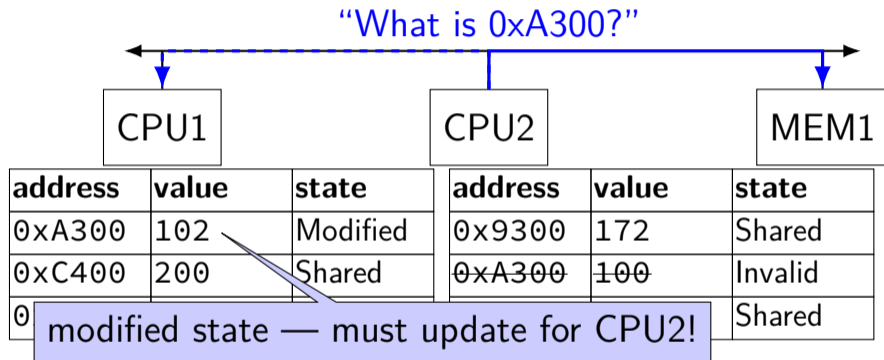 “What is 0xA300?”
CPU1 CPU2 MEM1
address value state address value state
0xA300 102 Modified 0x9300 172 Shared
0xC400 200 Shared 0xA300 100 Invalid
Shared
modified state — must update for CPU2!